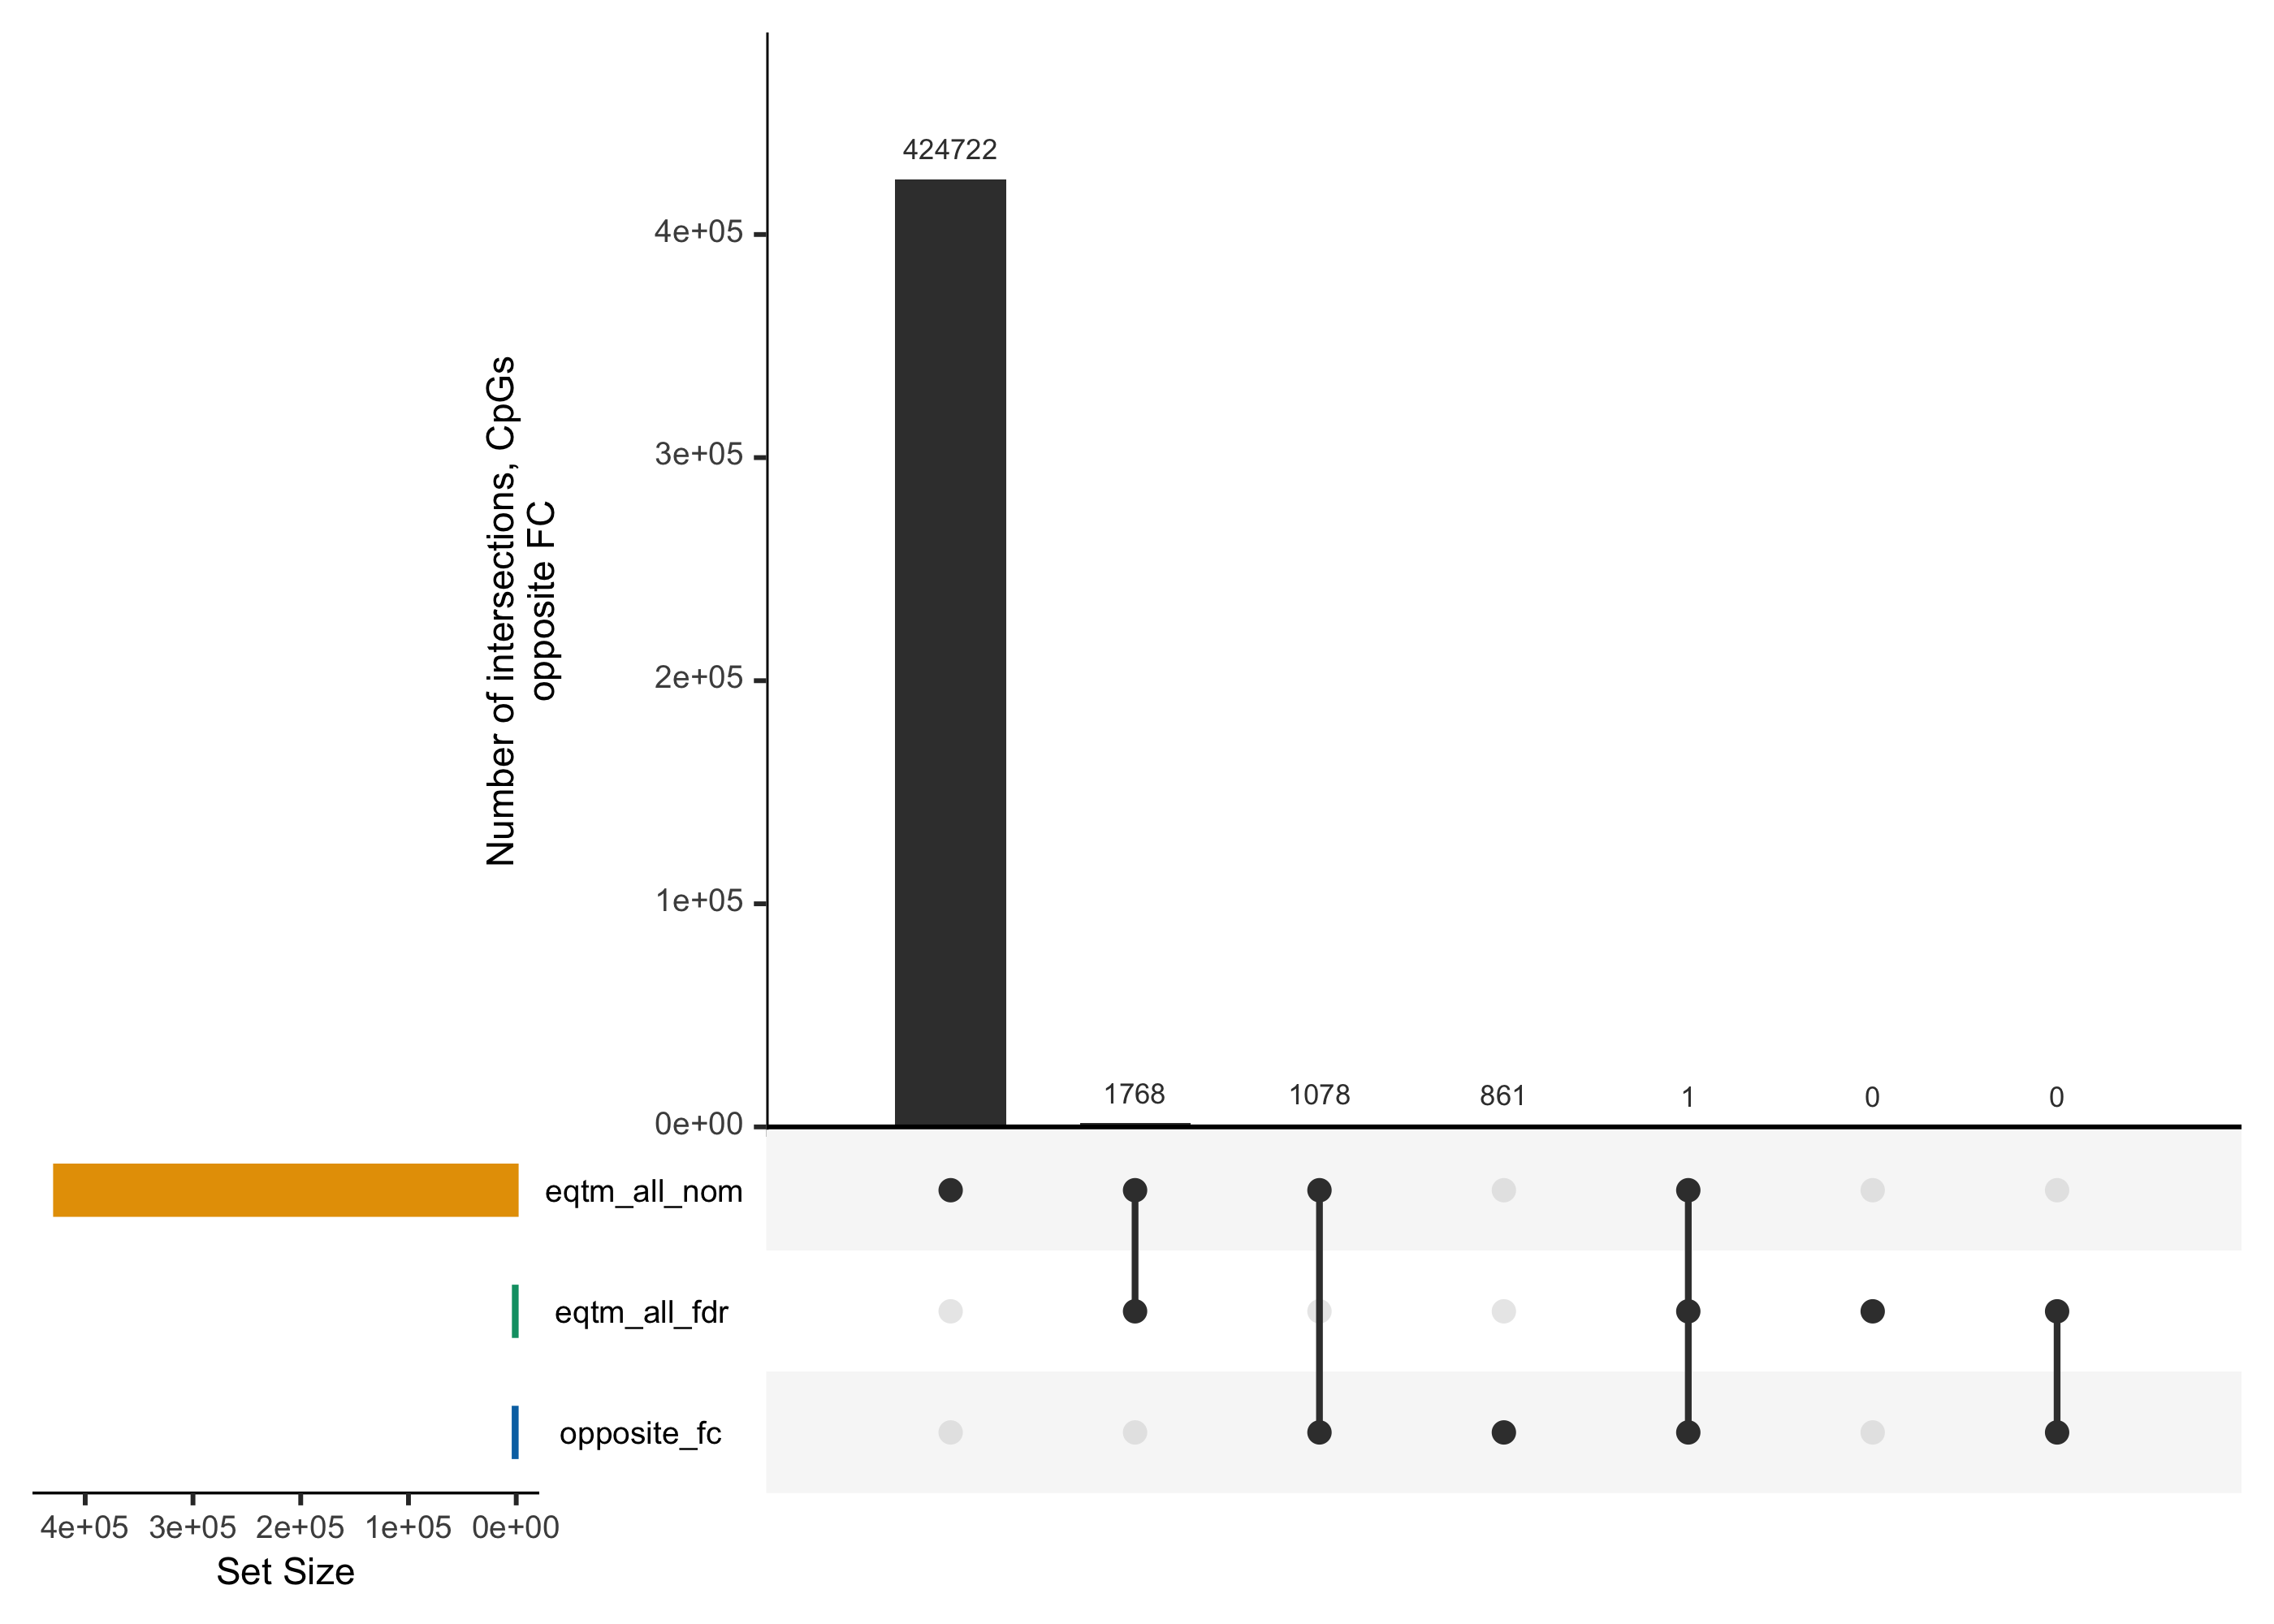 Number of intersections, CpGs
opposite FC
4e+05
3e+05
2e+05
1e+05
0e+00
424722
1768
1078
861
1
0
0
eqtm_all_nom
eqtm_all_fdr
opposite_fc
4e+05 3e+05 2e+05 1e+05 0e+00
Set Size